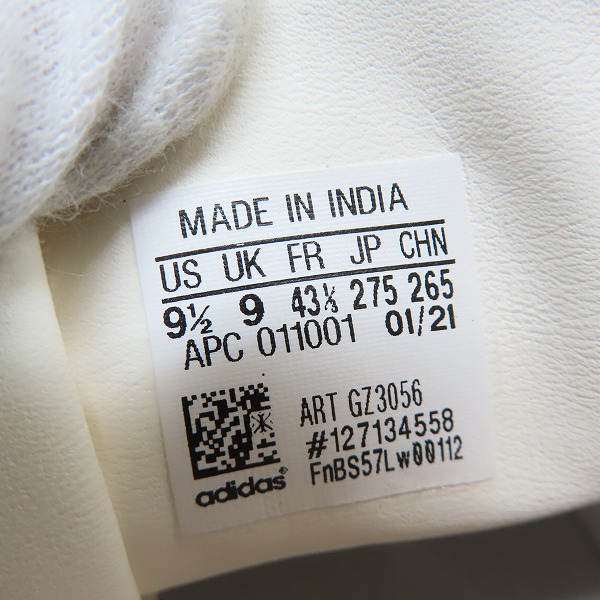 MADE IN INDIA
US UK FR JP CHN
9½ 9 43⅓ 275 265
APC 011001 01/21
ART GZ3056
#127134558
FnBS57Lw00112
adidas®